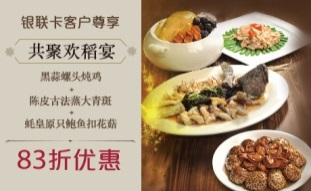 银联卡客户尊享
共聚欢稻宴
黑蒜螺头炖鸡
+
陈皮古法蒸大青斑
+
蚝皇原只鲍鱼扣花菇
83折优惠